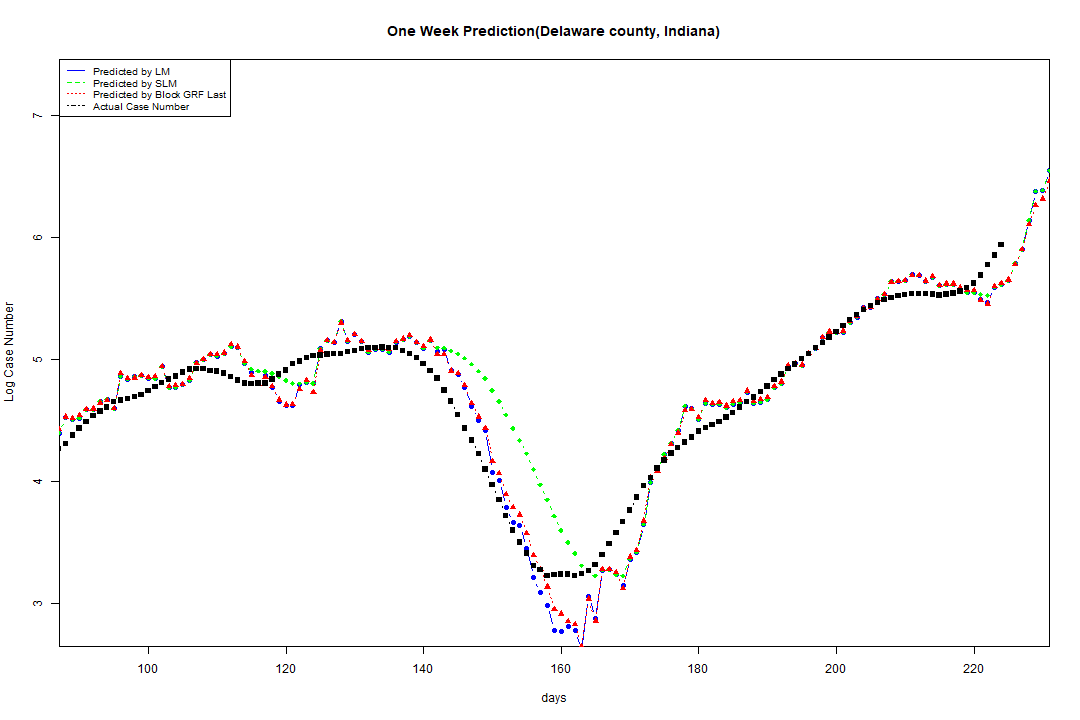 One Week Prediction(Delaware county, Indiana)
Predicted by LM
Predicted by SLM
Predicted by Block GRF Last
Actual Case Number
7
6
5
4
3
Log Case Number
100 120 140 160 180 200 220
days